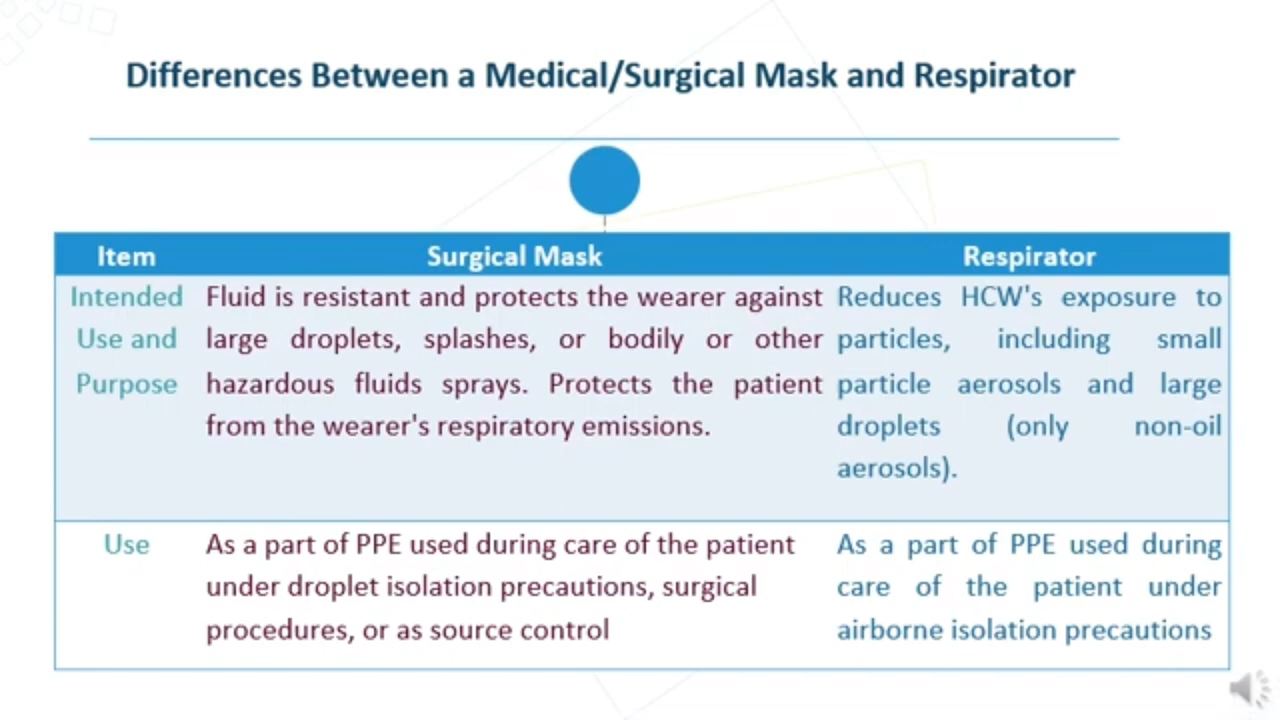 Differences Between a Medical/Surgical Mask and Respirator
Item
Surgical Mask
Respirator
Intended
Use and
Purpose
Fluid is resistant and protects the wearer against
large droplets, splashes, or bodily or other
hazardous fluids sprays. Protects the patient
from the wearer's respiratory emissions.
Reduces HCW's exposure to
particles, including small
particle aerosols and large
droplets (only non-oil
aerosols).
Use
As a part of PPE used during care of the patient
under droplet isolation precautions, surgical
procedures, or as source control
As a part of PPE used during
care of the patient under
airborne isolation precautions